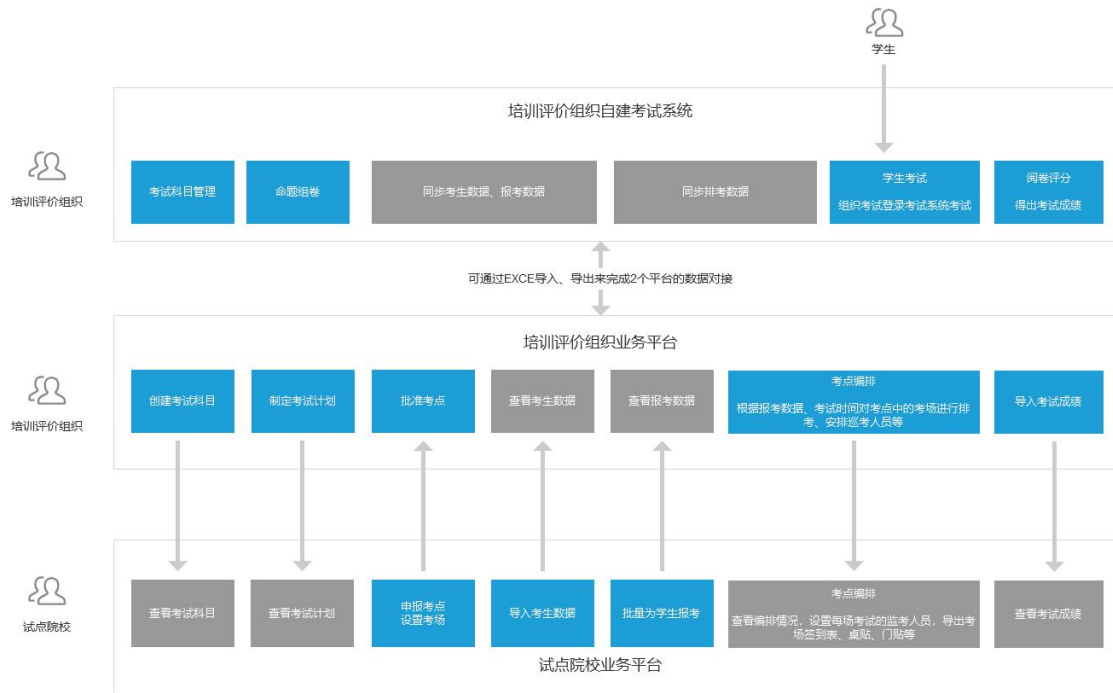 学生
培训评价组织自建考试系统
培训评价组织
考试科目管理
命题组卷
同步考生数据、报考数据
同步排考数据
学生考试
组织考试登录考试系统考试
阅卷评分
得出考试成绩
可通过EXCE导入、导出来完成2个平台的数据对接
培训评价组织业务平台
培训评价组织
创建考试科目
制定考试计划
批准考点
查看考生数据
查看报考数据
考点编排
根据报考数据、考试时间对考点中的考场进行排
考、安排巡考人员等
导入考试成绩
试点院校
查看考试科目
查看考试计划
申报考点
设置考场
导入考生数据
批量为学生报考
考点编排
查看编排情况，设置每场考试的监考人员，导出考
场签到表、桌贴、门贴等
查看考试成绩
试点院校业务平台